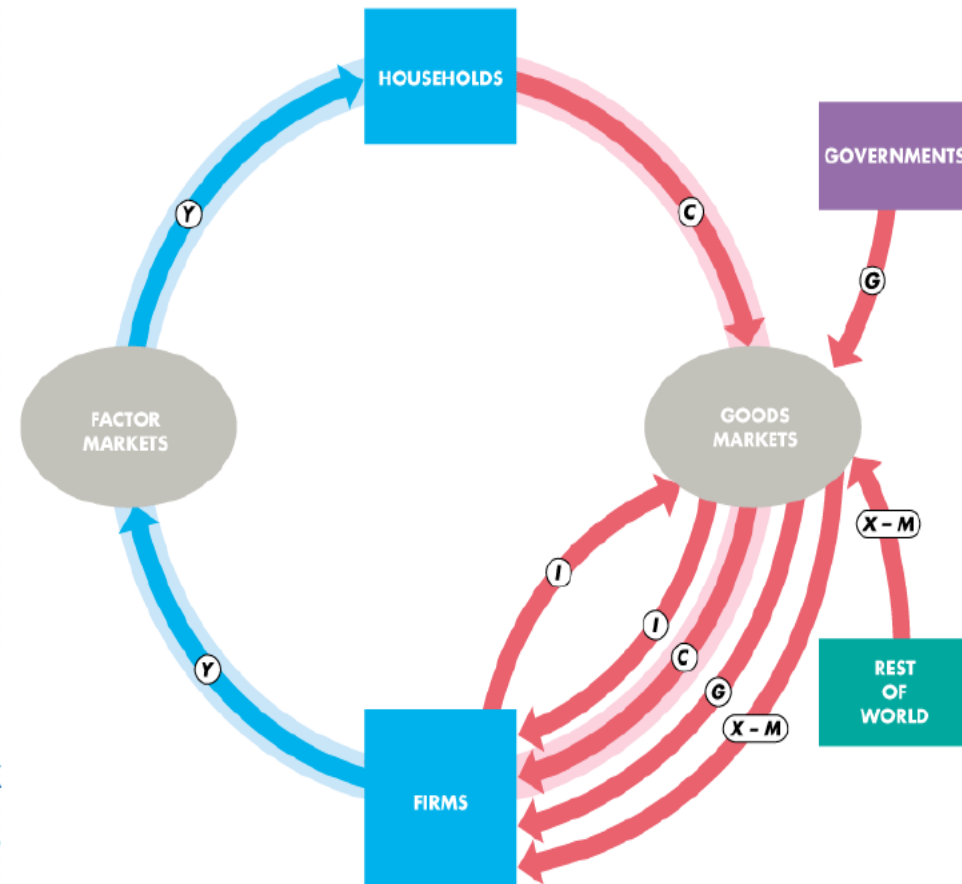 HOUSEHOLDS
GOVERNMENTS
Y
C
G
FACTOR
MARKETS
GOODS
MARKETS
X – M
I
I
C
G
X – M
Y
REST
OF
WORLD
FIRMS